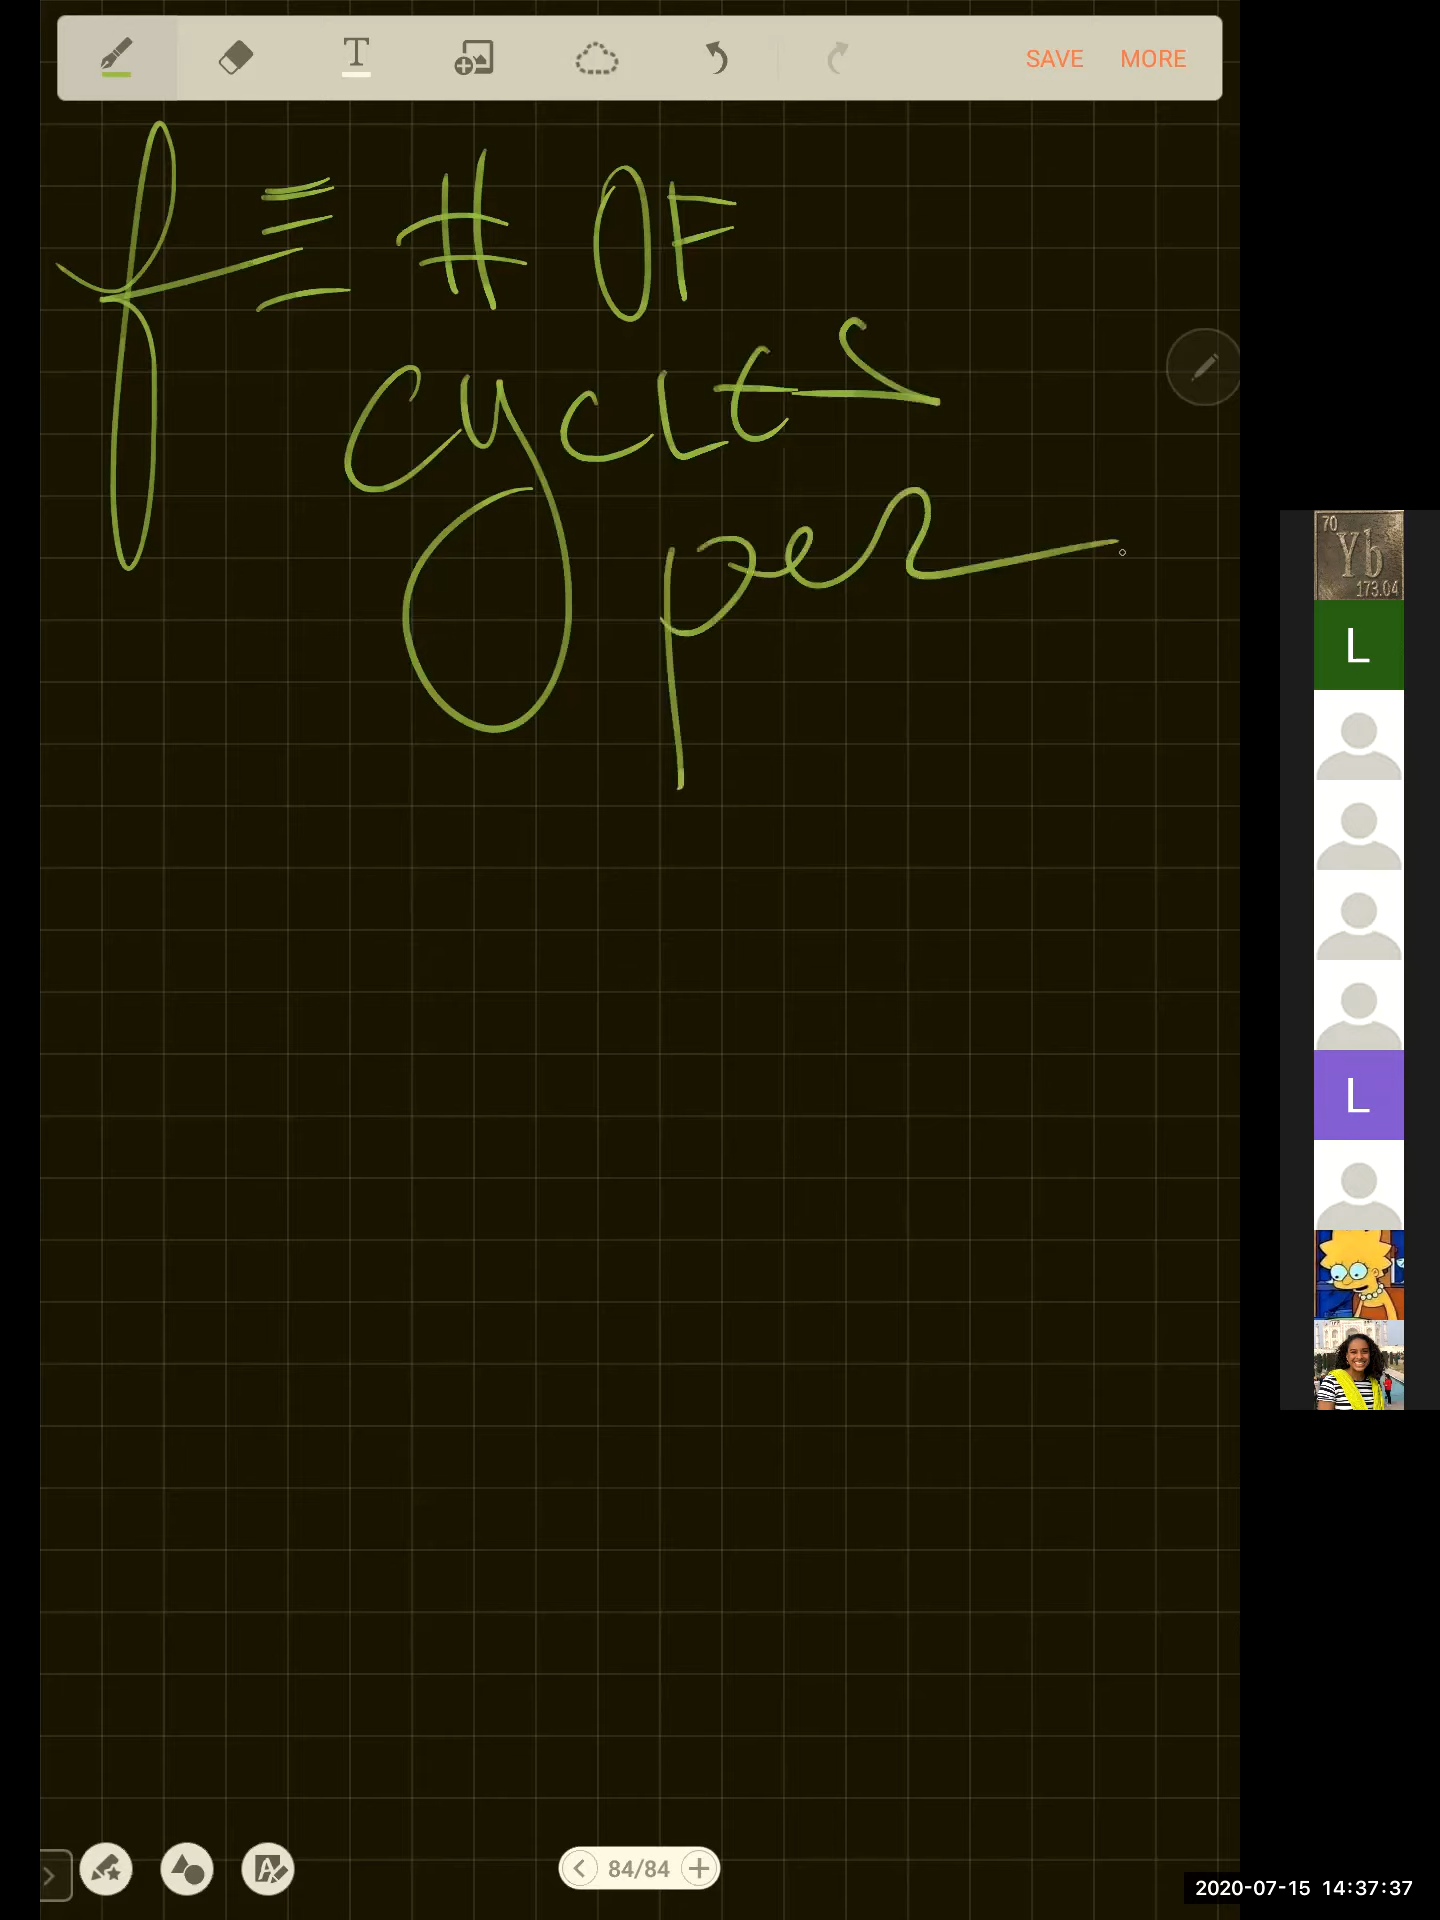 SAVE MORE
f ≡ # OF
CYCLES
per
70
Yb
173.04
L
L
84/84
2020-07-15 14:37:37